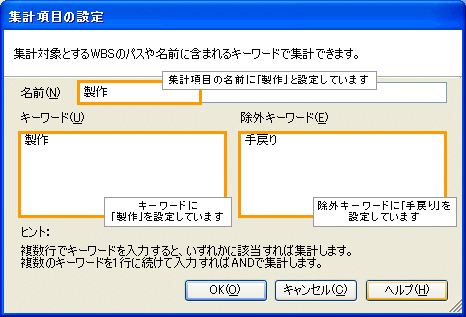 集計項目の設定
集計対象とするWBSのパスや名前に含まれるキーワードで集計できます。
集計項目の名前に「製作」と設定しています
名前(N)
製作
キーワード(U)
除外キーワード(E)
製作
手戻り
キーワードに
「製作」を設定しています
除外キーワードに「手戻り」を
設定しています
ヒント:
複数行でキーワードを入力すると、いずれかに該当すれば集計します。
複数のキーワードを1行に続けて入力すればANDで集計します。
OK(O)
キャンセル(C)
ヘルプ(H)